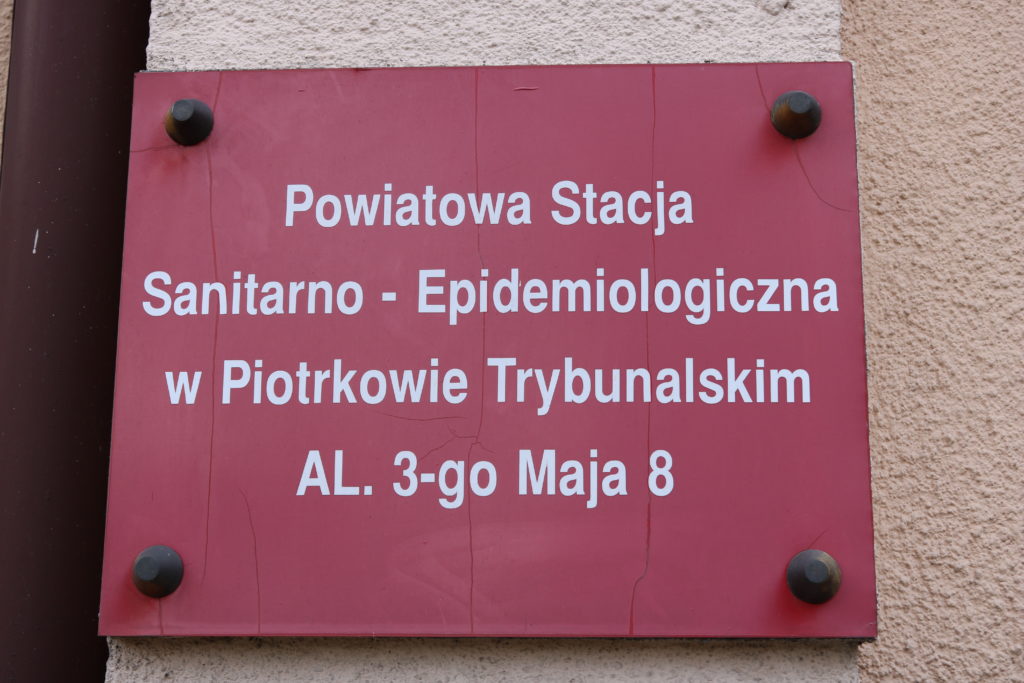 Powiatowa Stacja
Sanitarno - Epidemiologiczna
w Piotrkowie Trybunalskim
AL. 3-go Maja 8